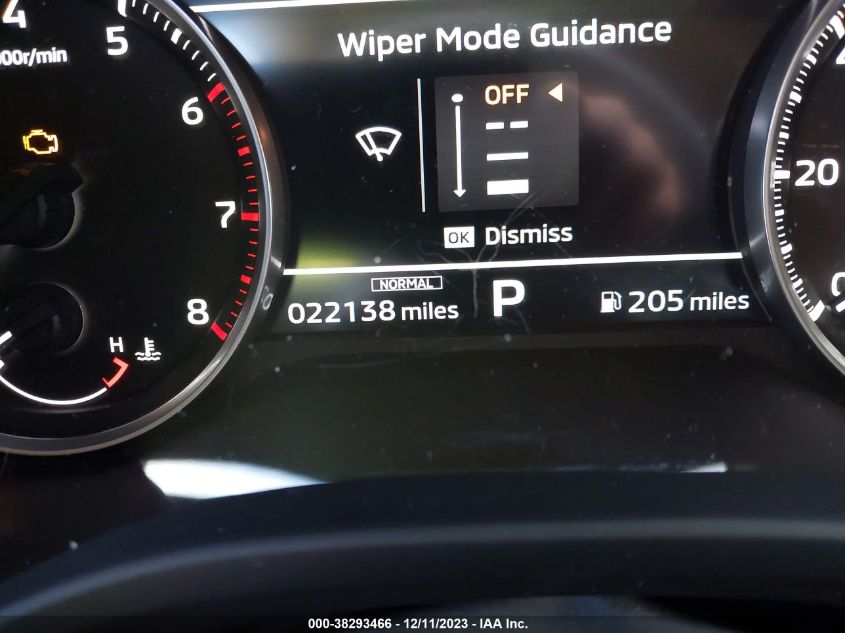 4
5
000r/min
6
7
8
H
Wiper Mode Guidance
OFF
OK Dismiss
NORMAL
022138 miles
P
205 miles
20
000-38293466 - 12/11/2023 - IAA Inc.